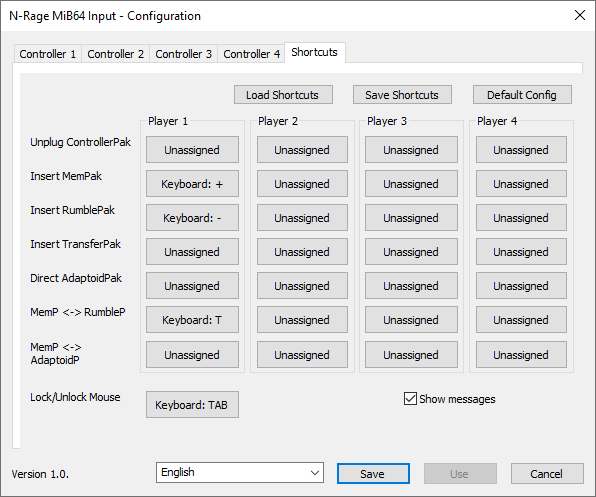 N-Rage MiB64 Input - Configuration
Controller 1 Controller 2 Controller 3 Controller 4 Shortcuts
Load Shortcuts Save Shortcuts Default Config
Player 1 Player 2 Player 3 Player 4
Unplug ControllerPak Unassigned Unassigned Unassigned Unassigned
Insert MemPak Keyboard: + Unassigned Unassigned Unassigned
Insert RumblePak Keyboard: - Unassigned Unassigned Unassigned
Insert TransferPak Unassigned Unassigned Unassigned Unassigned
Direct AdaptoidPak Unassigned Unassigned Unassigned Unassigned
MemP <-> RumbleP Keyboard: T Unassigned Unassigned Unassigned
MemP <->
AdaptoidP Unassigned Unassigned Unassigned Unassigned
Lock/Unlock Mouse Keyboard: TAB Show messages
Version 1.0. English Save Use Cancel